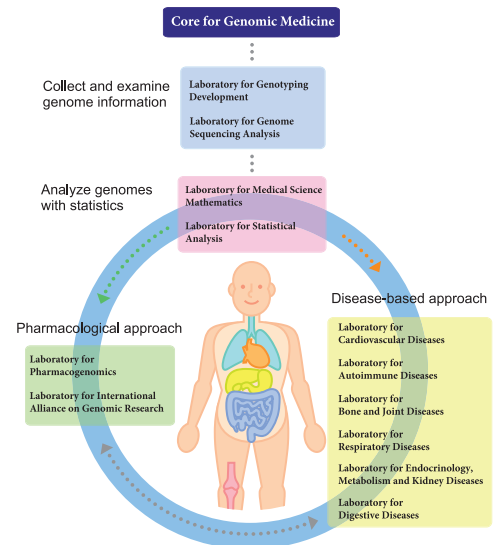 Core for Genomic Medicine
Collect and examine
genome information
Laboratory for Genotyping
Development
Laboratory for Genome
Sequencing Analysis
Analyze genomes
with statistics
Laboratory for Medical Science
Mathematics
Laboratory for Statistical
Analysis
Pharmacological approach
Laboratory for
Pharmacogenomics
Laboratory for International
Alliance on Genomic Research
Disease-based approach
Laboratory for
Cardiovascular Diseases
Laboratory for
Autoimmune Diseases
Laboratory for
Bone and Joint Diseases
Laboratory for
Respiratory Diseases
Laboratory for Endocrinology,
Metabolism and Kidney Diseases
Laboratory for
Digestive Diseases